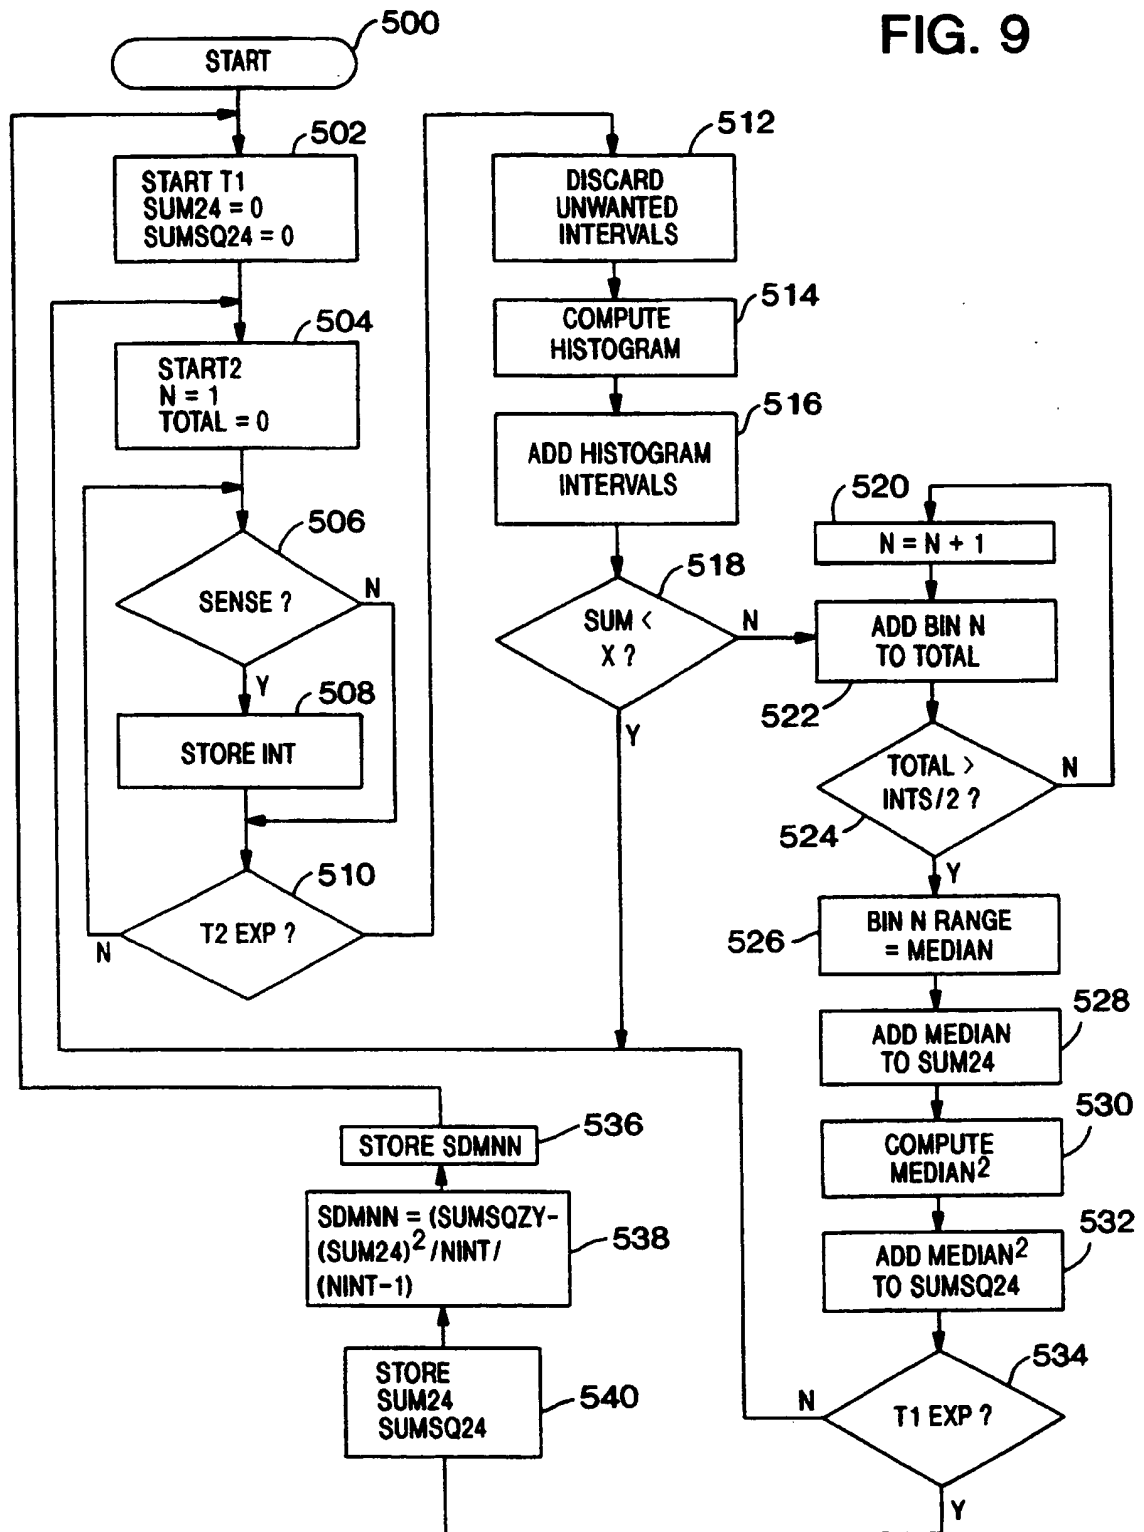 FIG. 9
500
START
502
START T1
SUM24 = 0
SUMSQ24 = 0
504
START2
N = 1
TOTAL = 0
506
SENSE ?
N
Y
508
STORE INT
510
T2 EXP ?
N
512
DISCARD
UNWANTED
INTERVALS
514
COMPUTE
HISTOGRAM
516
ADD HISTOGRAM
INTERVALS
518
SUM <
X ?
N
Y
520
N = N + 1
ADD BIN N
TO TOTAL
522
TOTAL >
INTS/2 ?
N
524
Y
BIN N RANGE
= MEDIAN
526
528
ADD MEDIAN
TO SUM24
530
COMPUTE
MEDIAN²
532
ADD MEDIAN²
TO SUMSQ24
534
T1 EXP ?
N
Y
536
STORE SDMNN
SDMNN = (SUMSQZY-
(SUM24)²/NINT/
(NINT-1)
538
STORE
SUM24
SUMSQ24
540